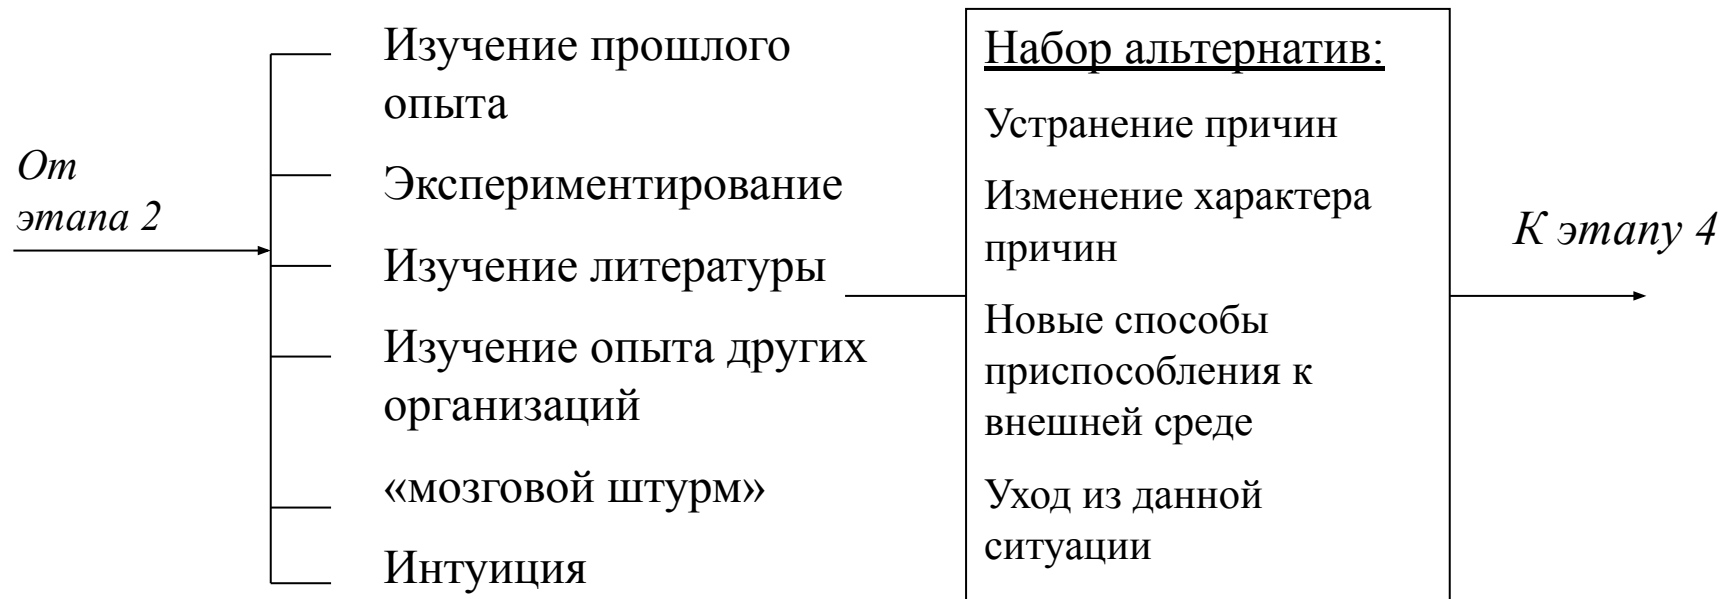 От
этапа 2
Изучение прошлого
опыта
Экспериментирование
Изучение литературы
Изучение опыта других
организаций
«мозговой штурм»
Интуиция
Набор альтернатив:
Устранение причин
Изменение характера
причин
Новые способы
приспособления к
внешней среде
Уход из данной
ситуации
К этапу 4